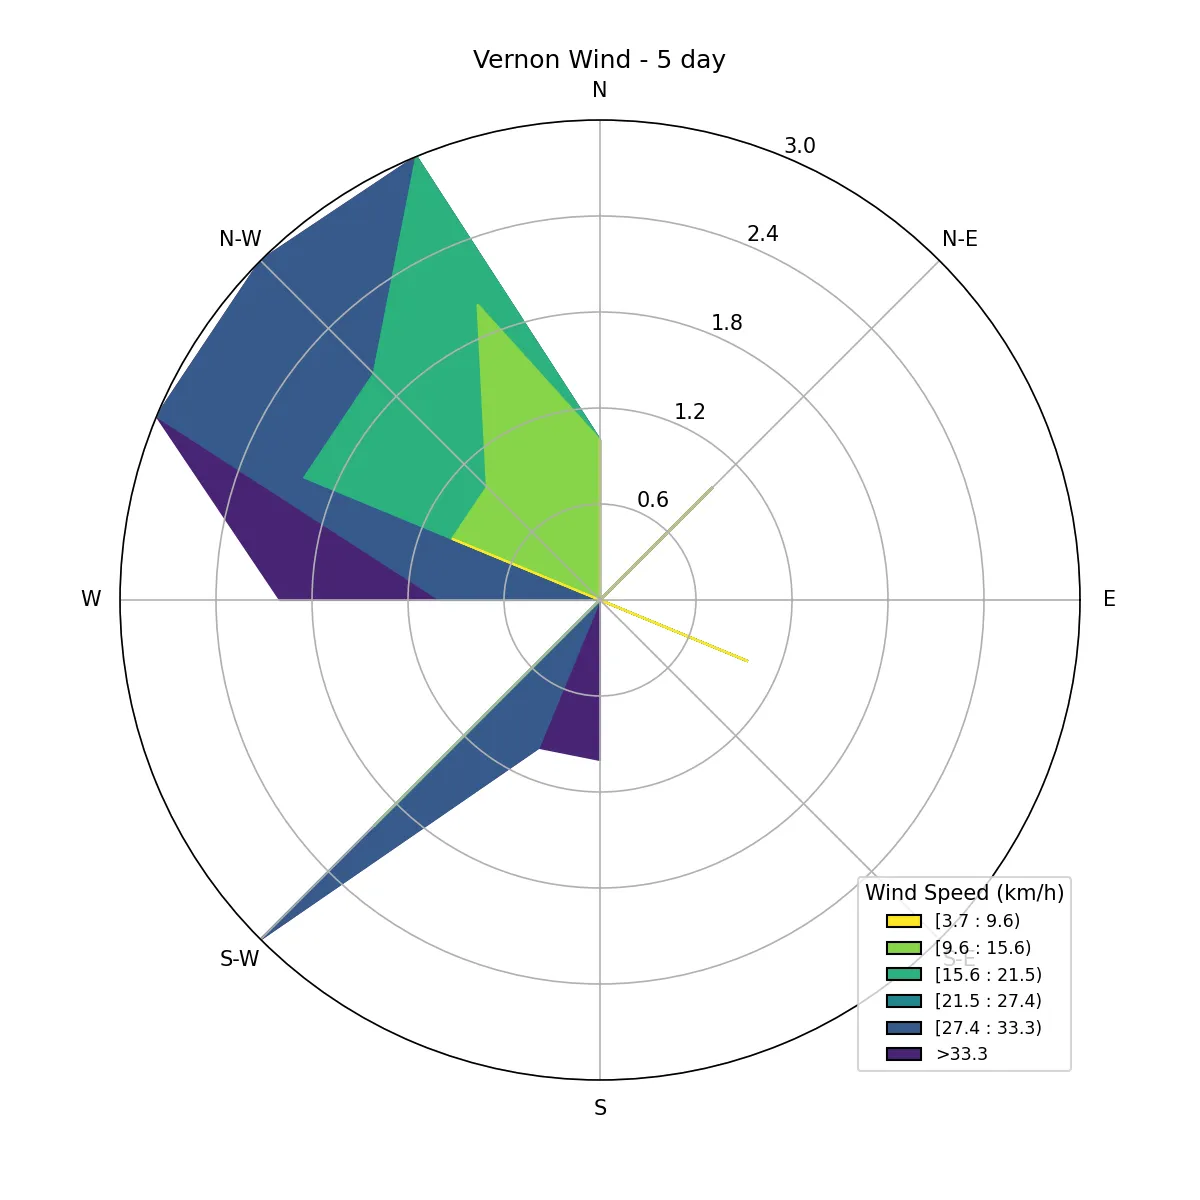 Vernon Wind - 5 day
N
3.0
N-W
2.4
N-E
1.8
1.2
0.6
W
E
S-W
S-E
S
Wind Speed (km/h)
[3.7 : 9.6)
[9.6 : 15.6)
[15.6 : 21.5)
[21.5 : 27.4)
[27.4 : 33.3)
>33.3